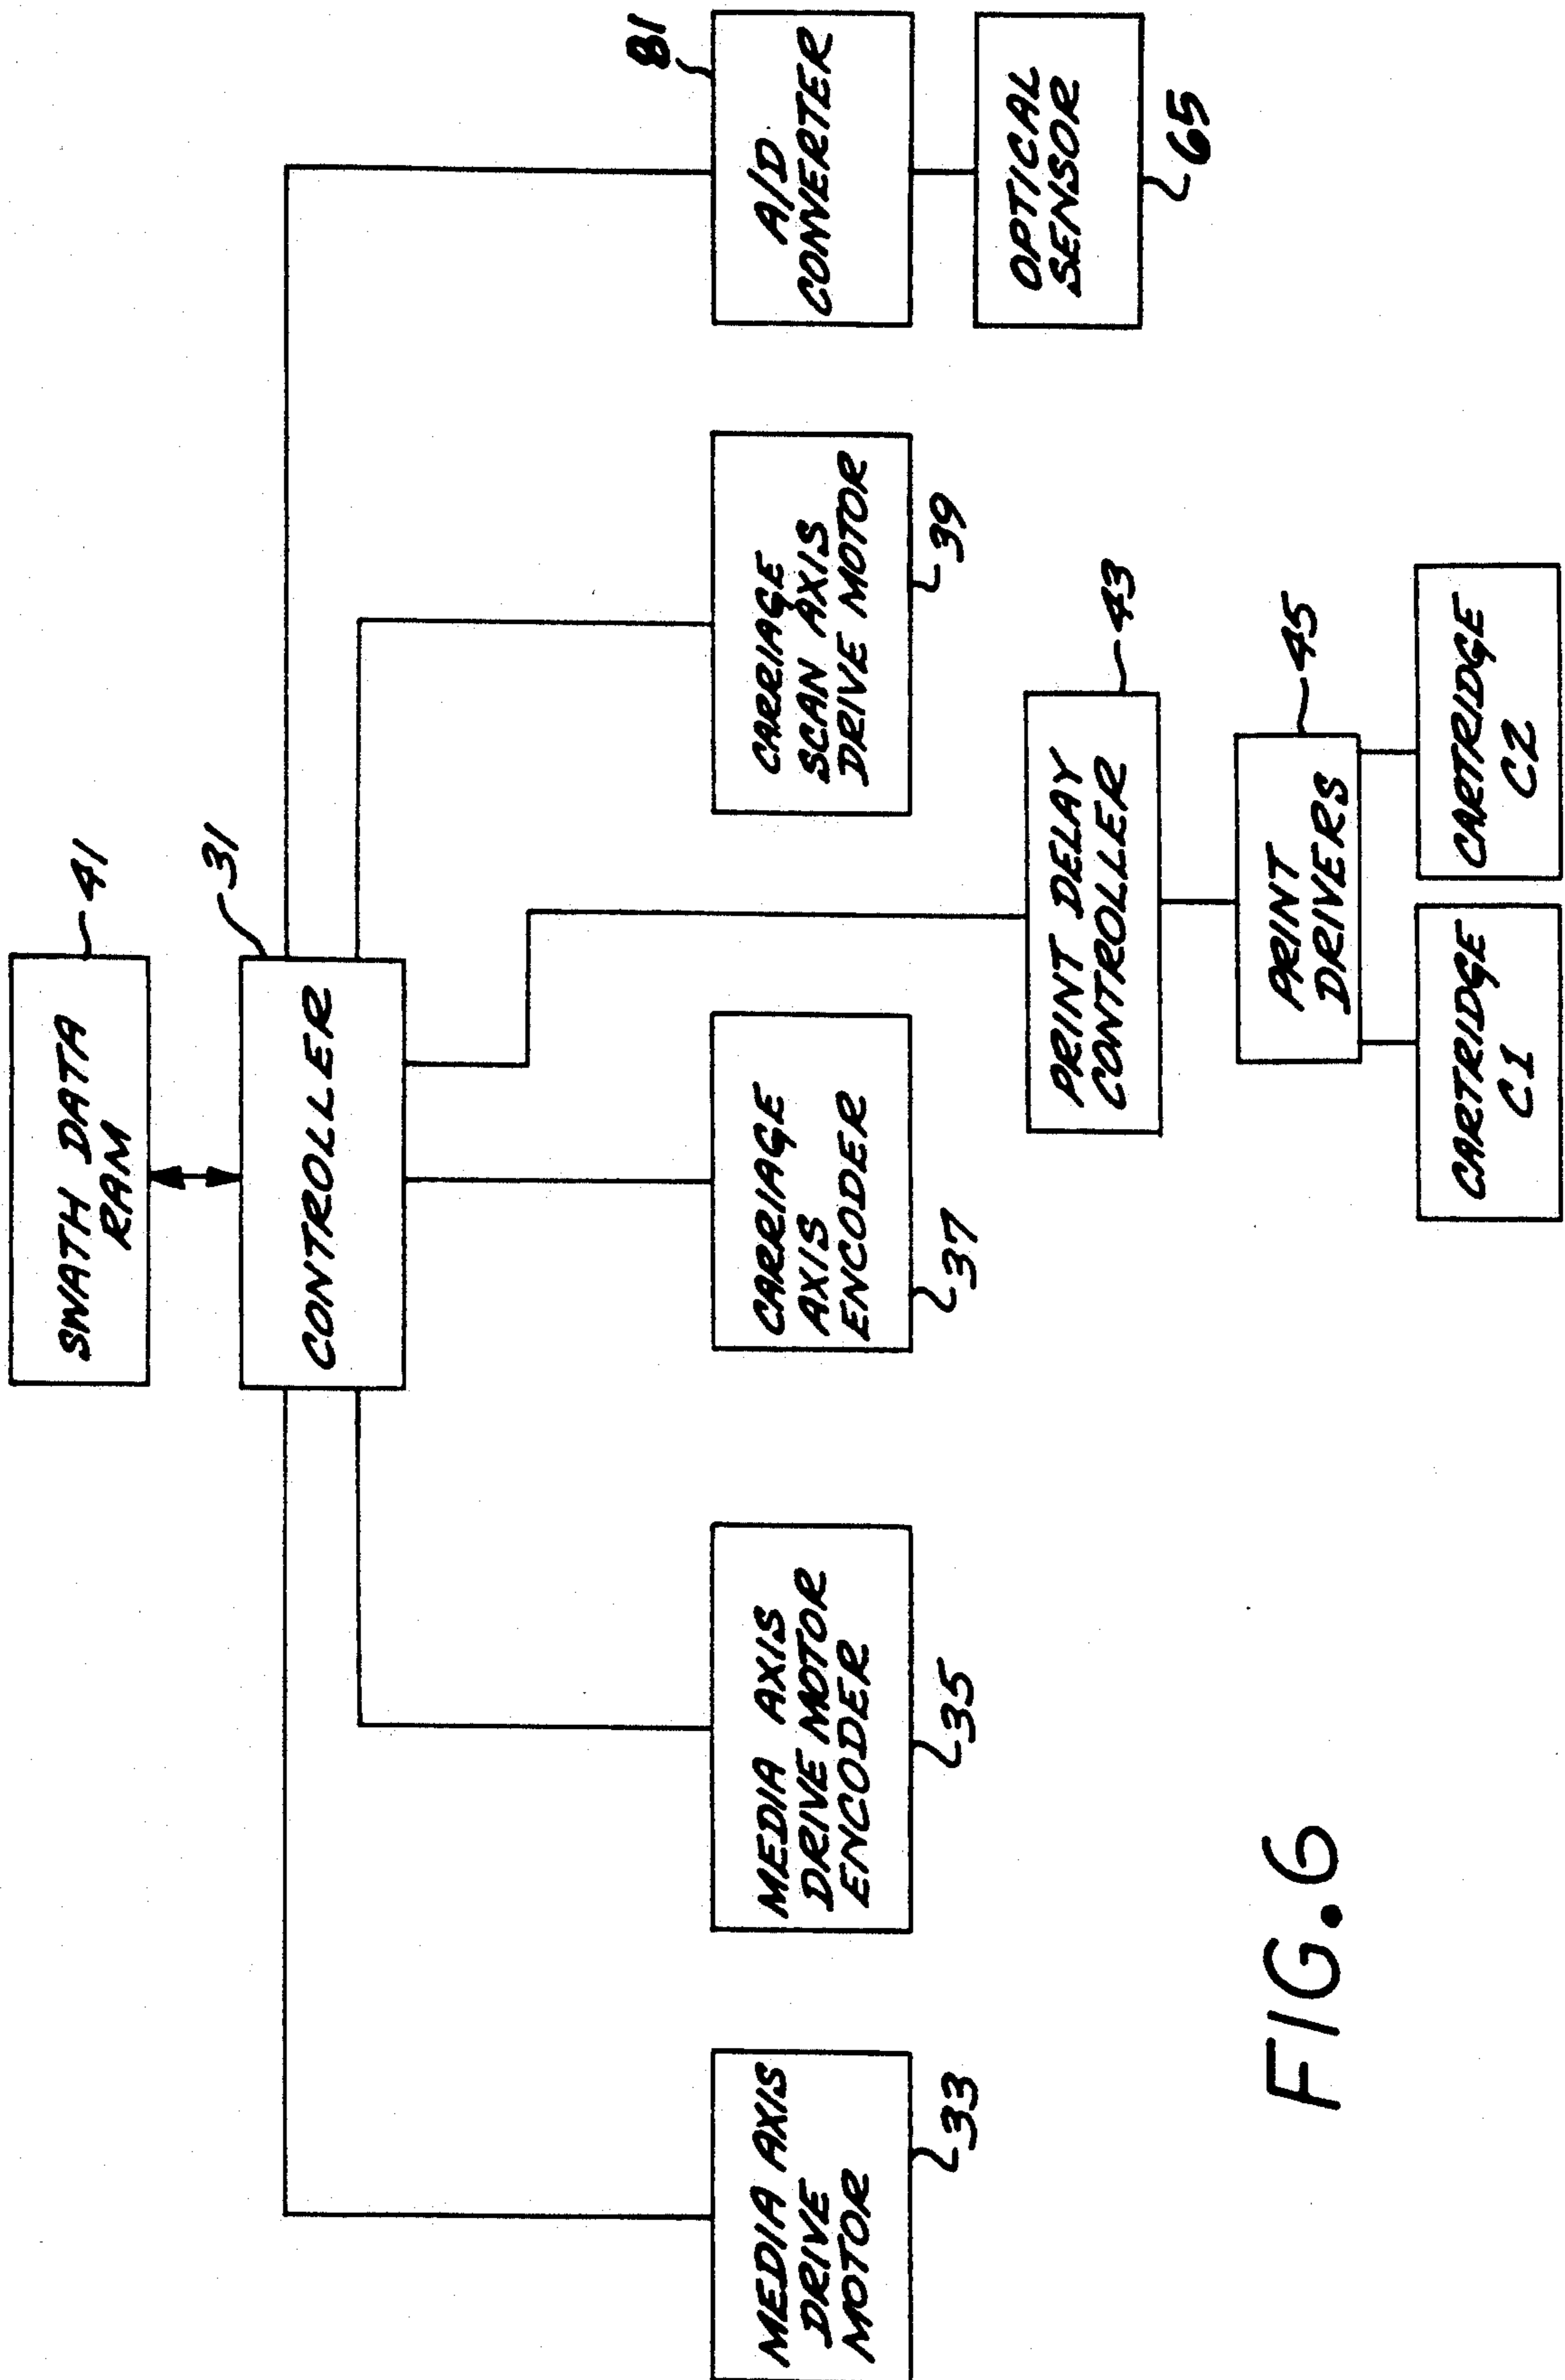 SWATH DATA
RAM
41
CONTROLLER
31
MEDIA AXIS
DRIVE
MOTOR
33
MEDIA AXIS
DRIVE MOTOR
ENCODER
35
CARRIAGE
AXIS
ENCODER
37
CARRIAGE
SCAN AXIS
DRIVE MOTOR
39
A/D
CONVERTER
81
OPTICAL
SENSOR
65
PRINT DELAY
CONTROLLER
43
PRINT
DRIVERS
45
CARTRIDGE
C1
CARTRIDGE
C2
FIG. 6